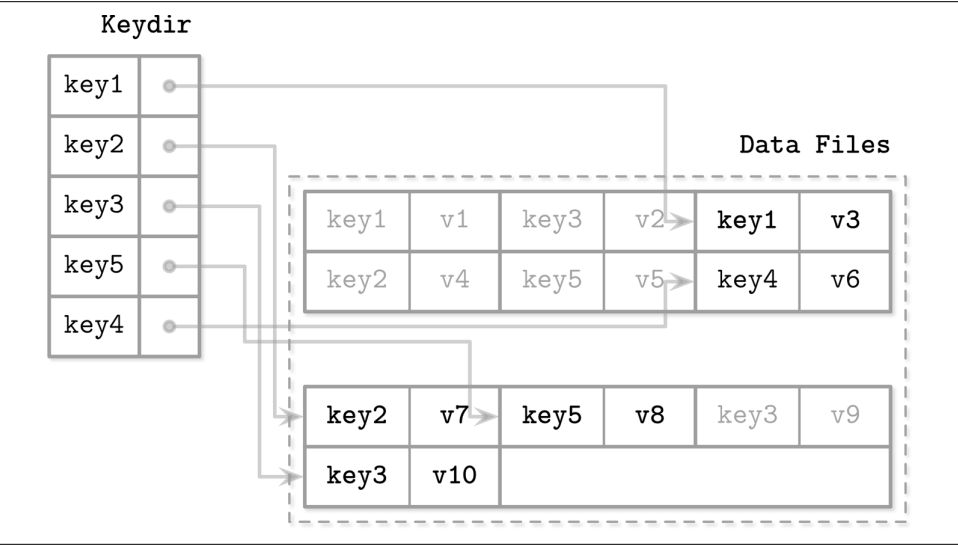 Keydir
key1
key2
key3
key5
key4
Data Files
key1 v1 key3 v2 key1 v3
key2 v4 key5 v5 key4 v6
key2 v7 key5 v8 key3 v9
key3 v10